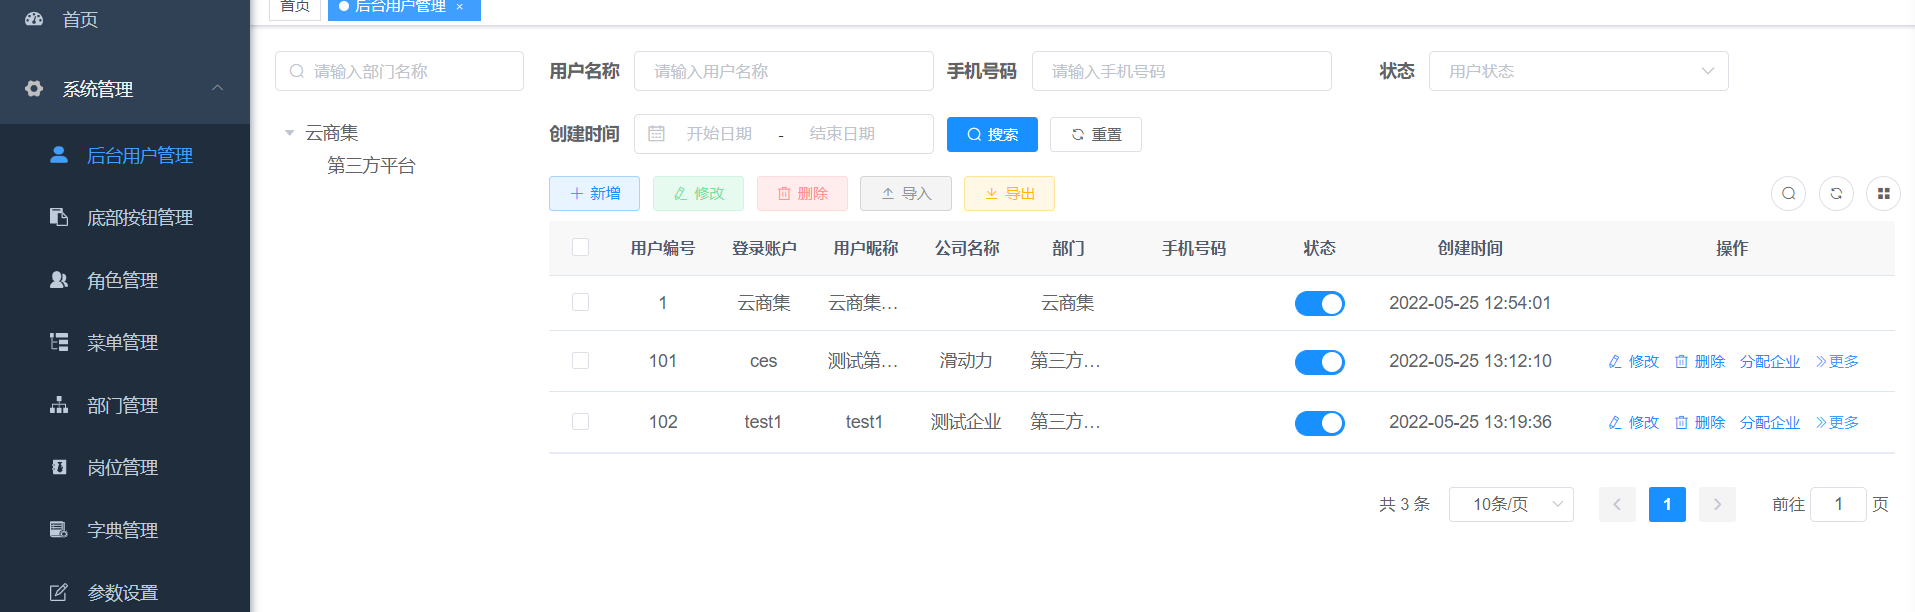 首页
系统管理
后台用户管理
底部按钮管理
角色管理
菜单管理
部门管理
岗位管理
字典管理
参数设置
首页 后台用户管理 ×
请输入部门名称
云商集
第三方平台
用户名称 请输入用户名称 手机号码 请输入手机号码 状态 用户状态
创建时间 开始日期 - 结束日期 搜索 重置
新增 修改 删除 导入 导出
用户编号 登录账户 用户昵称 公司名称 部门 手机号码 状态 创建时间 操作
1 云商集 云商集... 云商集 2022-05-25 12:54:01
101 ces 测试第... 滑动力 第三方... 2022-05-25 13:12:10 修改 删除 分配企业 更多
102 test1 test1 测试企业 第三方... 2022-05-25 13:19:36 修改 删除 分配企业 更多
共 3 条 10条/页 1 前往 1 页